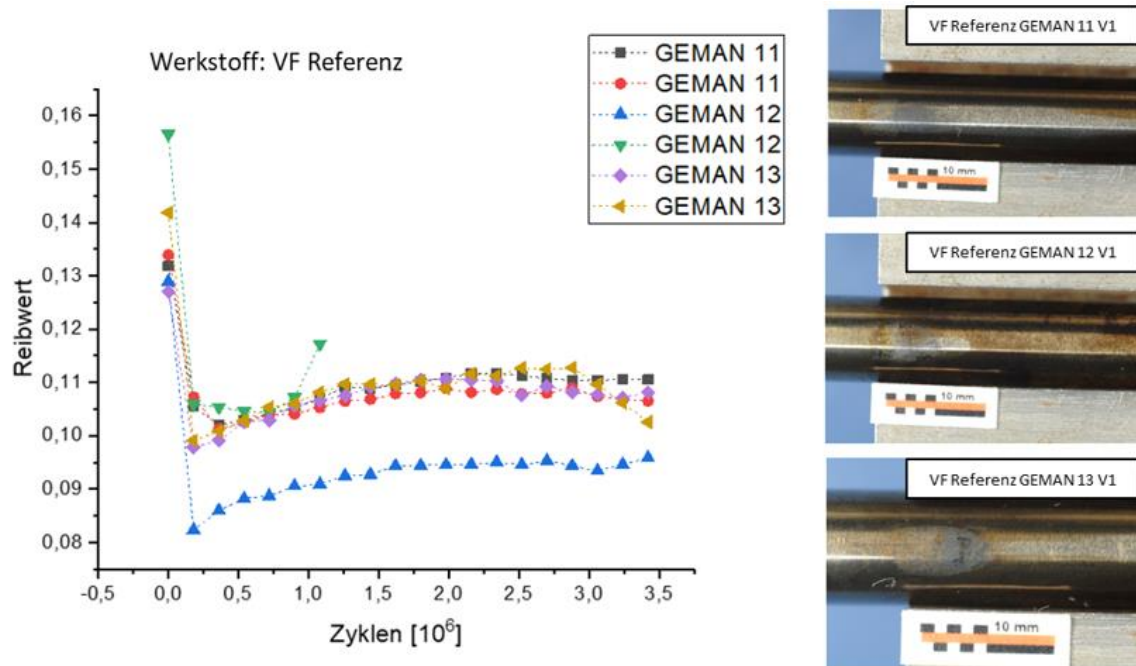 Werkstoff: VF Referenz
GEMAN 11
GEMAN 11
GEMAN 12
GEMAN 12
GEMAN 13
GEMAN 13
Reibwert
0,16
0,15
0,14
0,13
0,12
0,11
0,10
0,09
0,08
-0,5
0,0
0,5
1,0
1,5
2,0
2,5
3,0
3,5
Zyklen [10⁶]
VF Referenz GEMAN 11 V1
10 mm
VF Referenz GEMAN 12 V1
10 mm
VF Referenz GEMAN 13 V1
10 mm